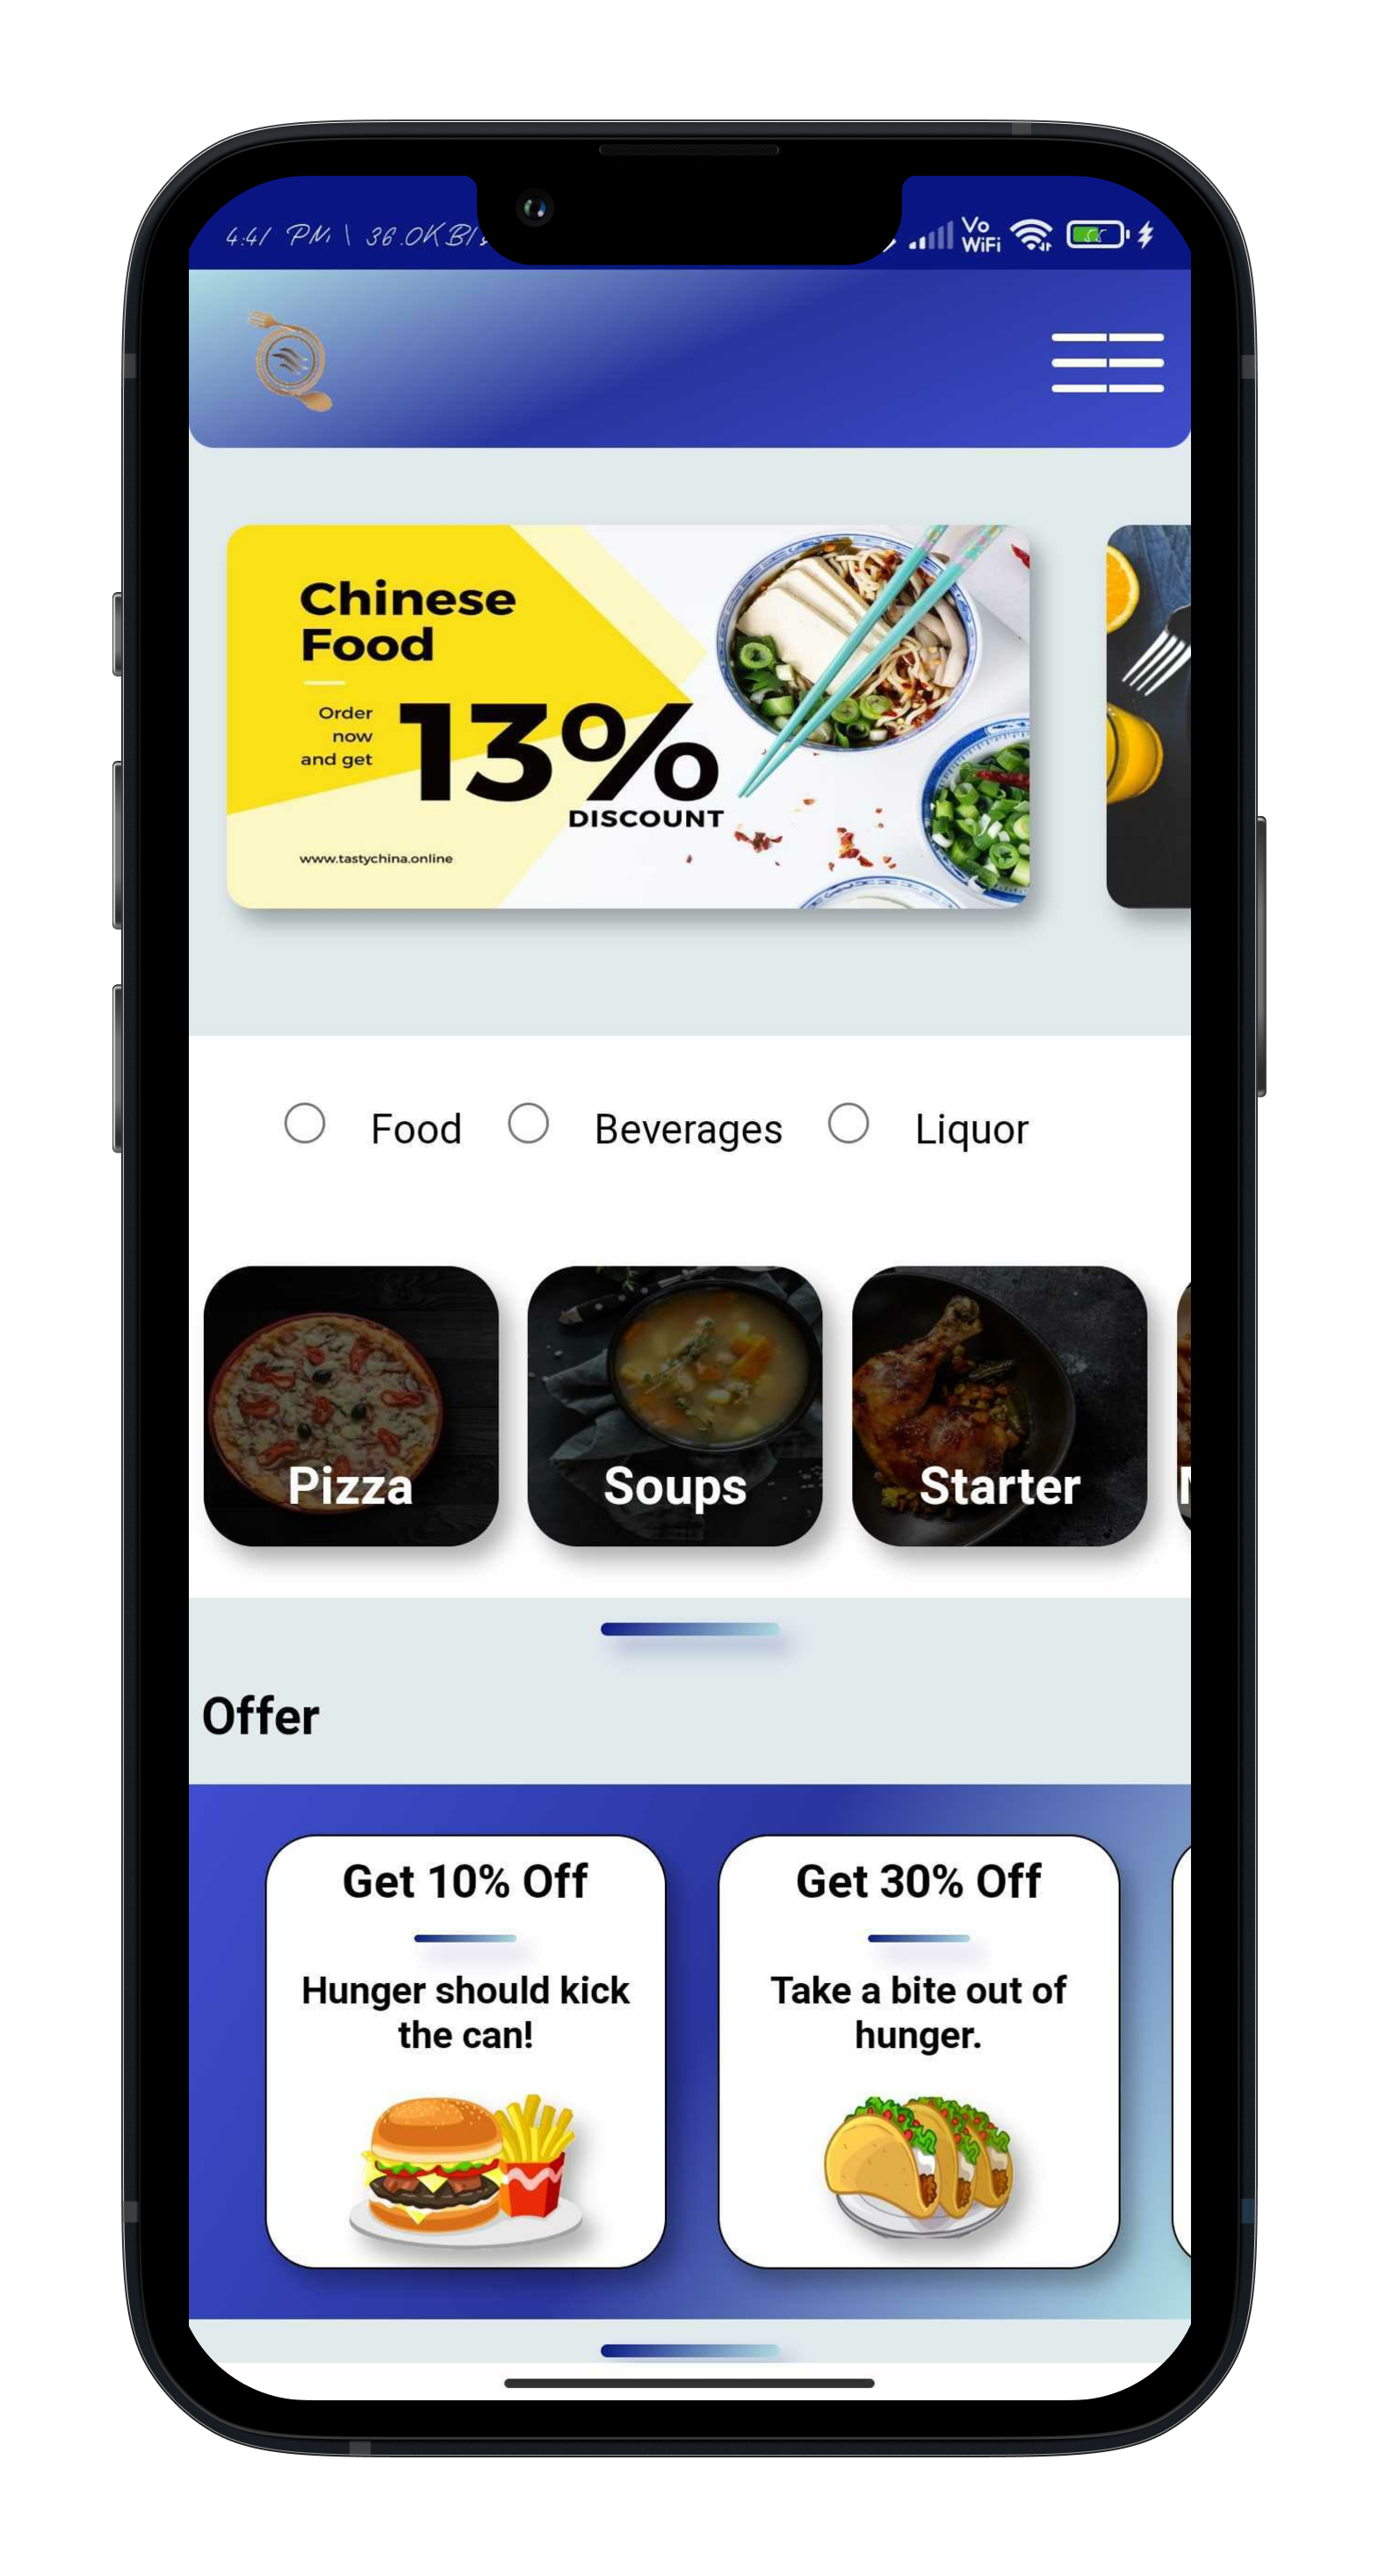 4:41 PM | 36.0KB/
Vo
WiFi
Chinese
Food
Order
now
and get
13%
DISCOUNT
www.tastychina.online
Food
Beverages
Liquor
Pizza
Soups
Starter
Offer
Get 10% Off
Hunger should kick
the can!
Get 30% Off
Take a bite out of
hunger.